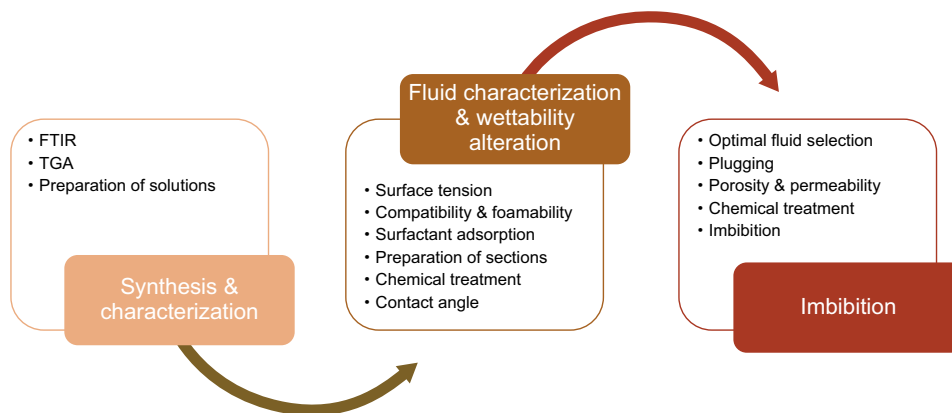 • FTIR
• TGA
• Preparation of solutions
Synthesis &
characterization
Fluid characterization
& wettability
alteration
• Surface tension
• Compatibility & foamability
• Surfactant adsorption
• Preparation of sections
• Chemical treatment
• Contact angle
• Optimal fluid selection
• Plugging
• Porosity & permeability
• Chemical treatment
• Imbibition
Imbibition